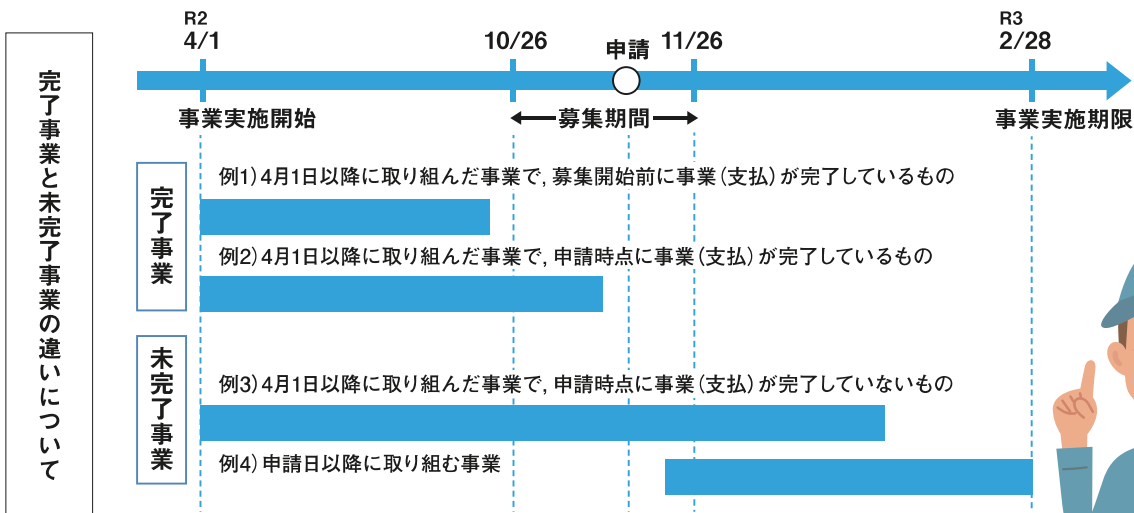 完了事業と未完了事業の違いについて
R2
4/1
10/26
申請
11/26
R3
2/28
事業実施開始
募集期間
事業実施期限
完了事業
例1)4月1日以降に取り組んだ事業で,募集開始前に事業(支払)が完了しているもの
例2)4月1日以降に取り組んだ事業で,申請時点に事業(支払)が完了しているもの
未完了事業
例3)4月1日以降に取り組んだ事業で,申請時点に事業(支払)が完了していないもの
例4)申請日以降に取り組む事業